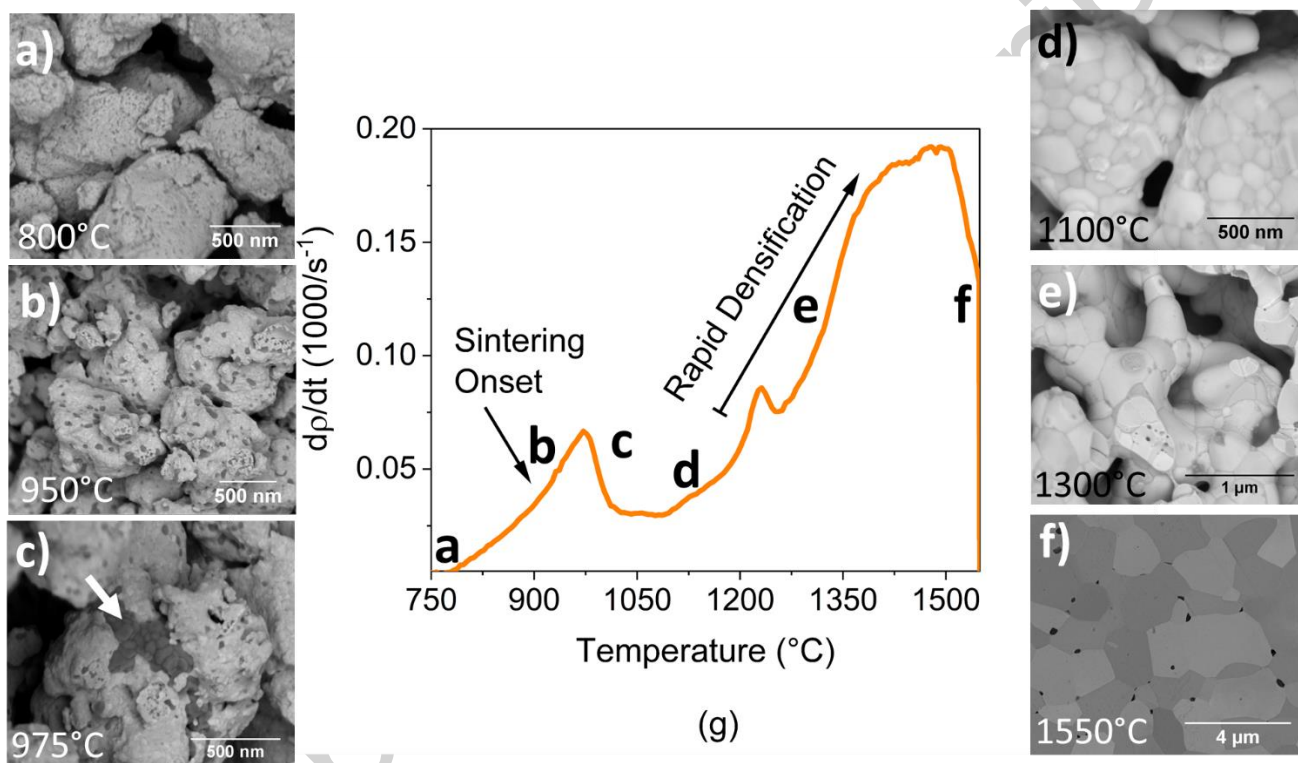 a)
800°C
500 nm
b)
950°C
500 nm
c)
975°C
500 nm
dρ/dt (1000/s⁻¹)
0.20
0.15
0.10
0.05
750
900
1050
1200
1350
1500
Temperature (°C)
Sintering
Onset
Rapid Densification
a
b
c
d
e
f
(g)
d)
1100°C
500 nm
e)
1300°C
1 µm
f)
1550°C
4 µm